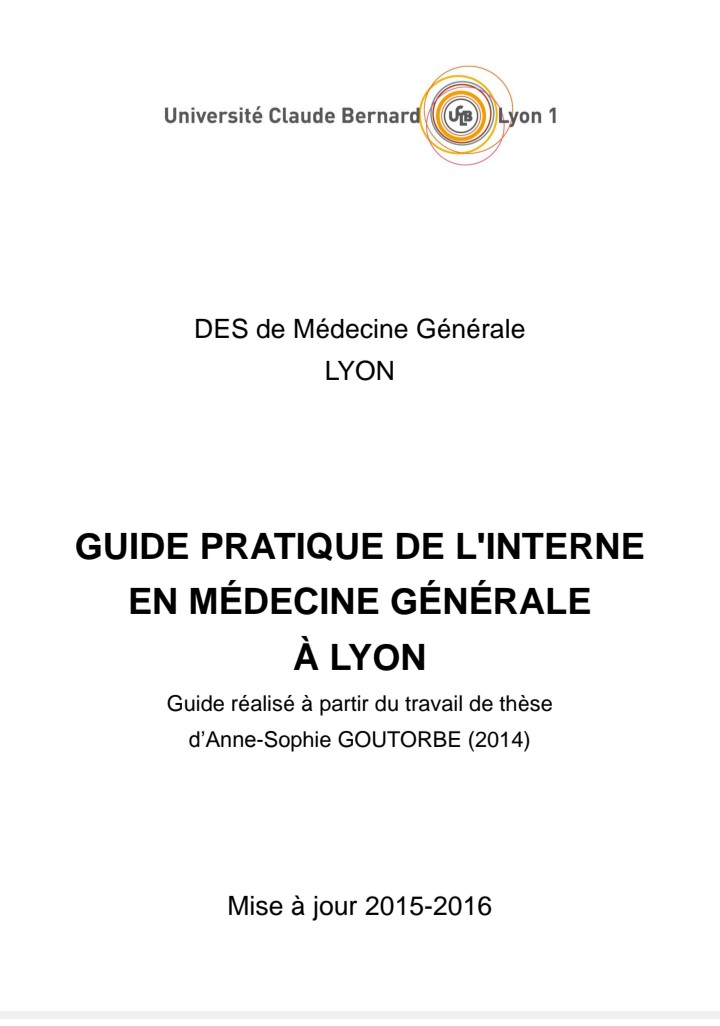 Université Claude Bernard UCBL Lyon 1
DES de Médecine Générale
LYON
GUIDE PRATIQUE DE L'INTERNE
EN MÉDECINE GÉNÉRALE
À LYON
Guide réalisé à partir du travail de thèse
d’Anne-Sophie GOUTORBE (2014)
Mise à jour 2015-2016